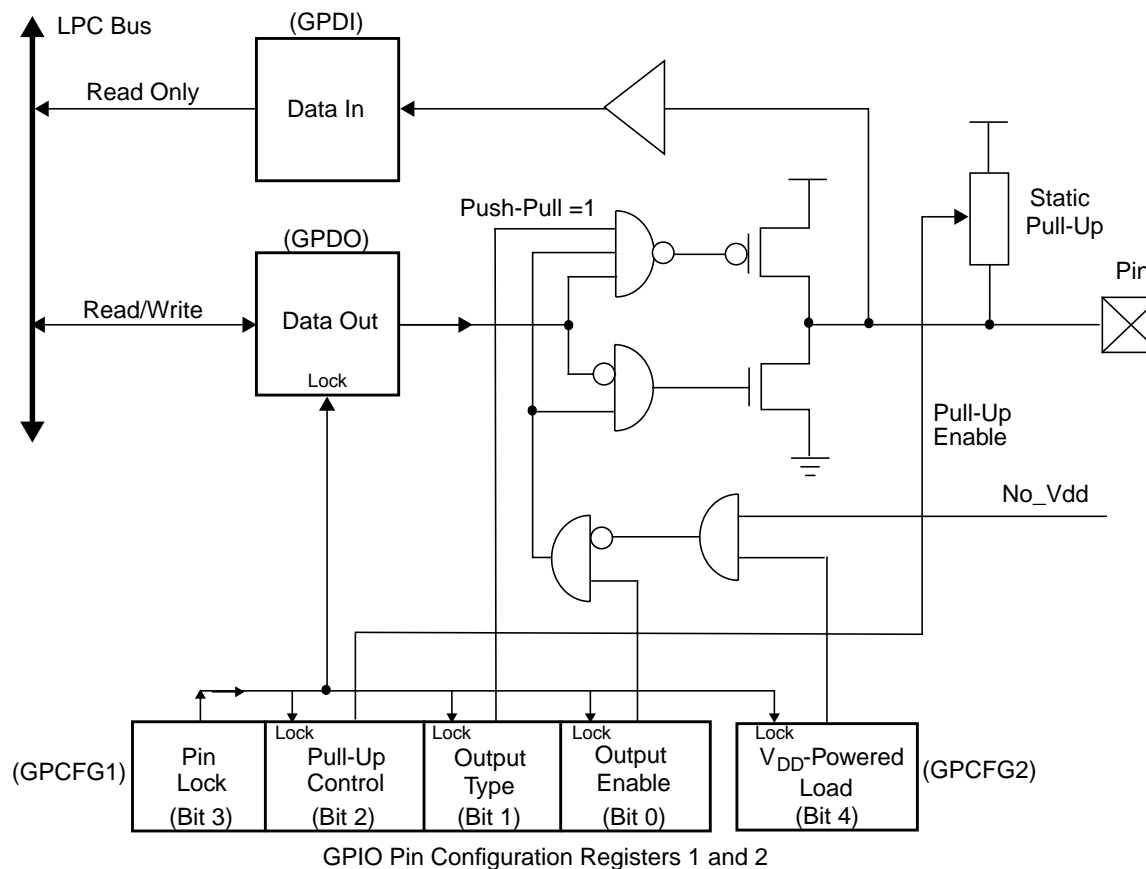 LPC Bus
(GPDI)
Read Only
Data In
Push-Pull =1
Static
Pull-Up
(GPDO)
Pin
Read/Write
Data Out
Lock
Pull-Up
Enable
No_Vdd
(GPCFG1)
Pin
Lock
(Bit 3)
Lock
Pull-Up
Control
(Bit 2)
Lock
Output
Type
(Bit 1)
Lock
Output
Enable
(Bit 0)
Lock
VDD-Powered
Load
(Bit 4)
(GPCFG2)
GPIO Pin Configuration Registers 1 and 2